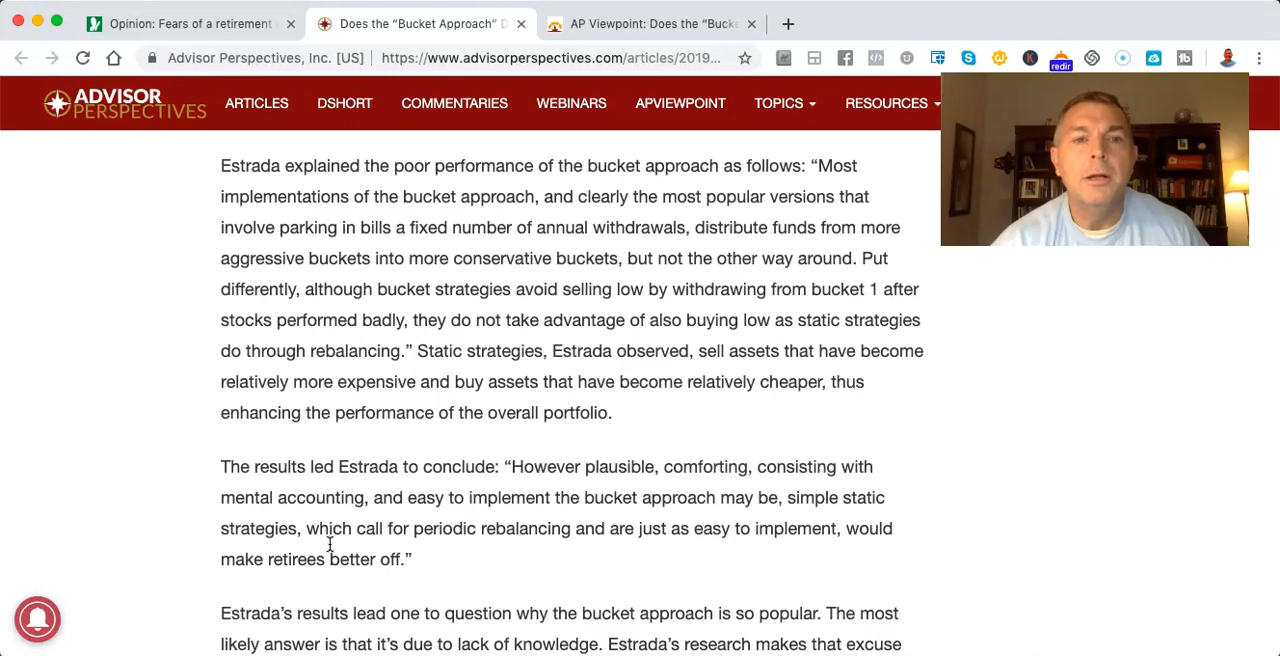 Opinion: Fears of a retirement
Does the “Bucket Approach” D
AP Viewpoint: Does the “Bucke
Advisor Perspectives, Inc. [US]
https://www.advisorperspectives.com/articles/2019...
redir
ADVISOR
PERSPECTIVES
ARTICLES
DSHORT
COMMENTARIES
WEBINARS
APVIEWPOINT
TOPICS
RESOURCES
Estrada explained the poor performance of the bucket approach as follows: “Most
implementations of the bucket approach, and clearly the most popular versions that
involve parking in bills a fixed number of annual withdrawals, distribute funds from more
aggressive buckets into more conservative buckets, but not the other way around. Put
differently, although bucket strategies avoid selling low by withdrawing from bucket 1 after
stocks performed badly, they do not take advantage of also buying low as static strategies
do through rebalancing.” Static strategies, Estrada observed, sell assets that have become
relatively more expensive and buy assets that have become relatively cheaper, thus
enhancing the performance of the overall portfolio.
The results led Estrada to conclude: “However plausible, comforting, consisting with
mental accounting, and easy to implement the bucket approach may be, simple static
strategies, which call for periodic rebalancing and are just as easy to implement, would
make retirees better off.”
Estrada’s results lead one to question why the bucket approach is so popular. The most
likely answer is that it’s due to lack of knowledge. Estrada’s research makes that excuse